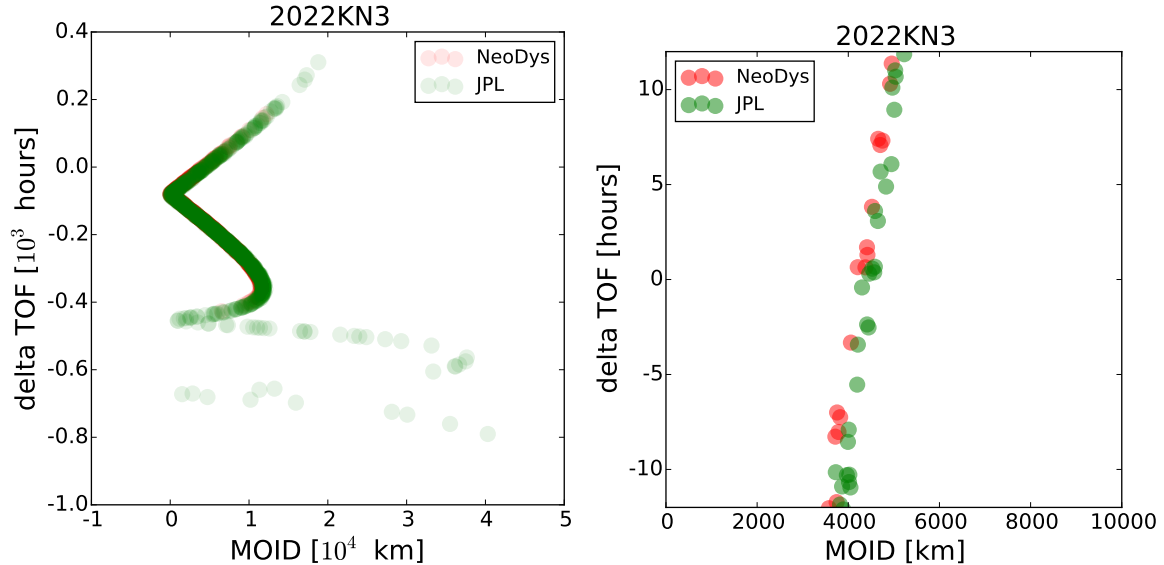 2022KN3
0.4
0.2
0.0
-0.2
-0.4
-0.6
-0.8
-1.0
-1
0
1
2
3
4
5
delta TOF [10³ hours]
MOID [10⁴ km]
NeoDys
JPL
2022KN3
10
5
0
-5
-10
0
2000
4000
6000
8000
10000
delta TOF [hours]
MOID [km]
NeoDys
JPL